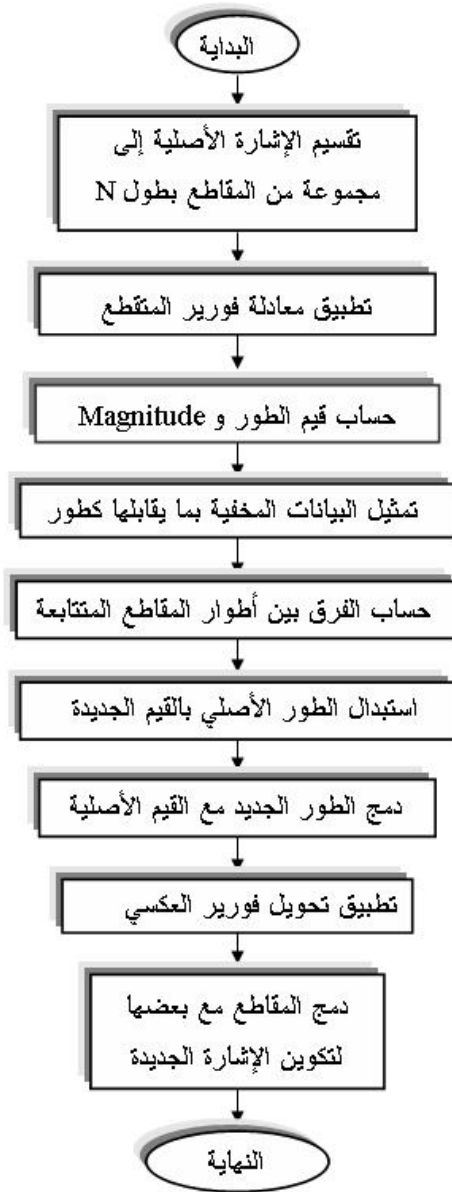 البداية
تقسيم الإشارة الأصلية إلى
مجموعة من المقاطع بطول N
تطبيق معادلة فورير المتقطع
حساب قيم الطور و Magnitude
تمثيل البيانات المخفية بما يقابلها كطور
حساب الفرق بين أطوار المقاطع المتتابعة
استبدال الطور الأصلي بالقيم الجديدة
دمج الطور الجديد مع القيم الأصلية
تطبيق تحويل فورير العكسي
دمج المقاطع مع بعضها
لتكوين الإشارة الجديدة
النهاية